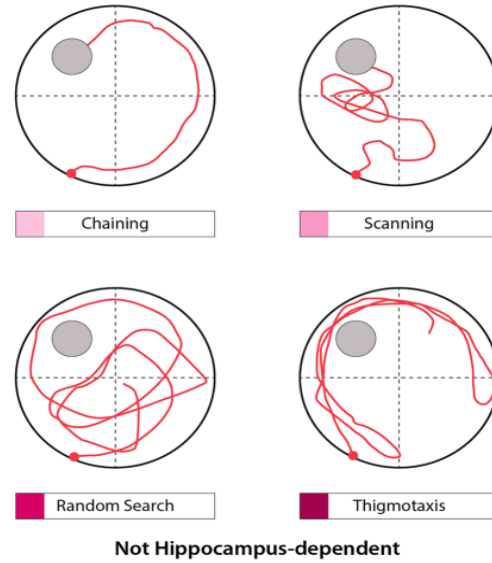 Chaining
Scanning
Random Search
Thigmotaxis
Not Hippocampus-dependent